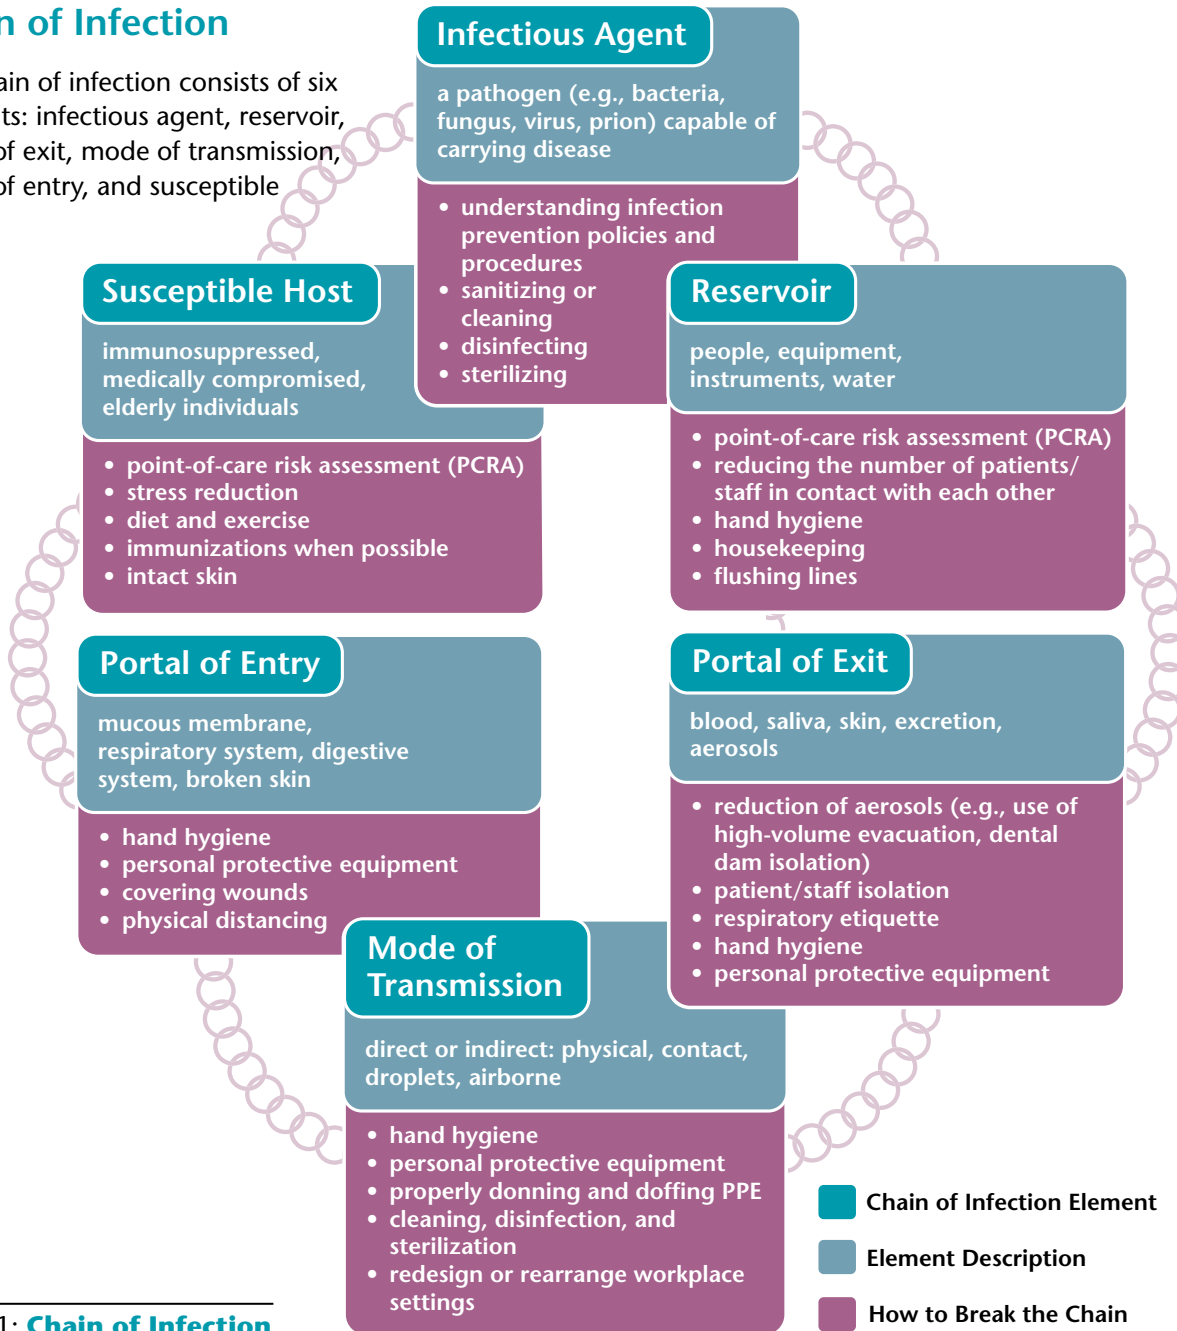 n of Infection
ain of infection consists of six
ts: infectious agent, reservoir,
of exit, mode of transmission,
of entry, and susceptible
Infectious Agent
a pathogen (e.g., bacteria,
fungus, virus, prion) capable of
carrying disease
• understanding infection
prevention policies and
procedures
• sanitizing or
cleaning
• disinfecting
• sterilizing
Susceptible Host
immunosuppressed,
medically compromised,
elderly individuals
• point-of-care risk assessment (PCRA)
• stress reduction
• diet and exercise
• immunizations when possible
• intact skin
Reservoir
people, equipment,
instruments, water
• point-of-care risk assessment (PCRA)
• reducing the number of patients/
staff in contact with each other
• hand hygiene
• housekeeping
• flushing lines
Portal of Entry
mucous membrane,
respiratory system, digestive
system, broken skin
• hand hygiene
• personal protective equipment
• covering wounds
• physical distancing
Portal of Exit
blood, saliva, skin, excretion,
aerosols
• reduction of aerosols (e.g., use of
high-volume evacuation, dental
dam isolation)
• patient/staff isolation
• respiratory etiquette
• hand hygiene
• personal protective equipment
Mode of
Transmission
direct or indirect: physical, contact,
droplets, airborne
• hand hygiene
• personal protective equipment
• properly donning and doffing PPE
• cleaning, disinfection, and
sterilization
• redesign or rearrange workplace
settings
Chain of Infection Element
Element Description
How to Break the Chain
1: Chain of Infection